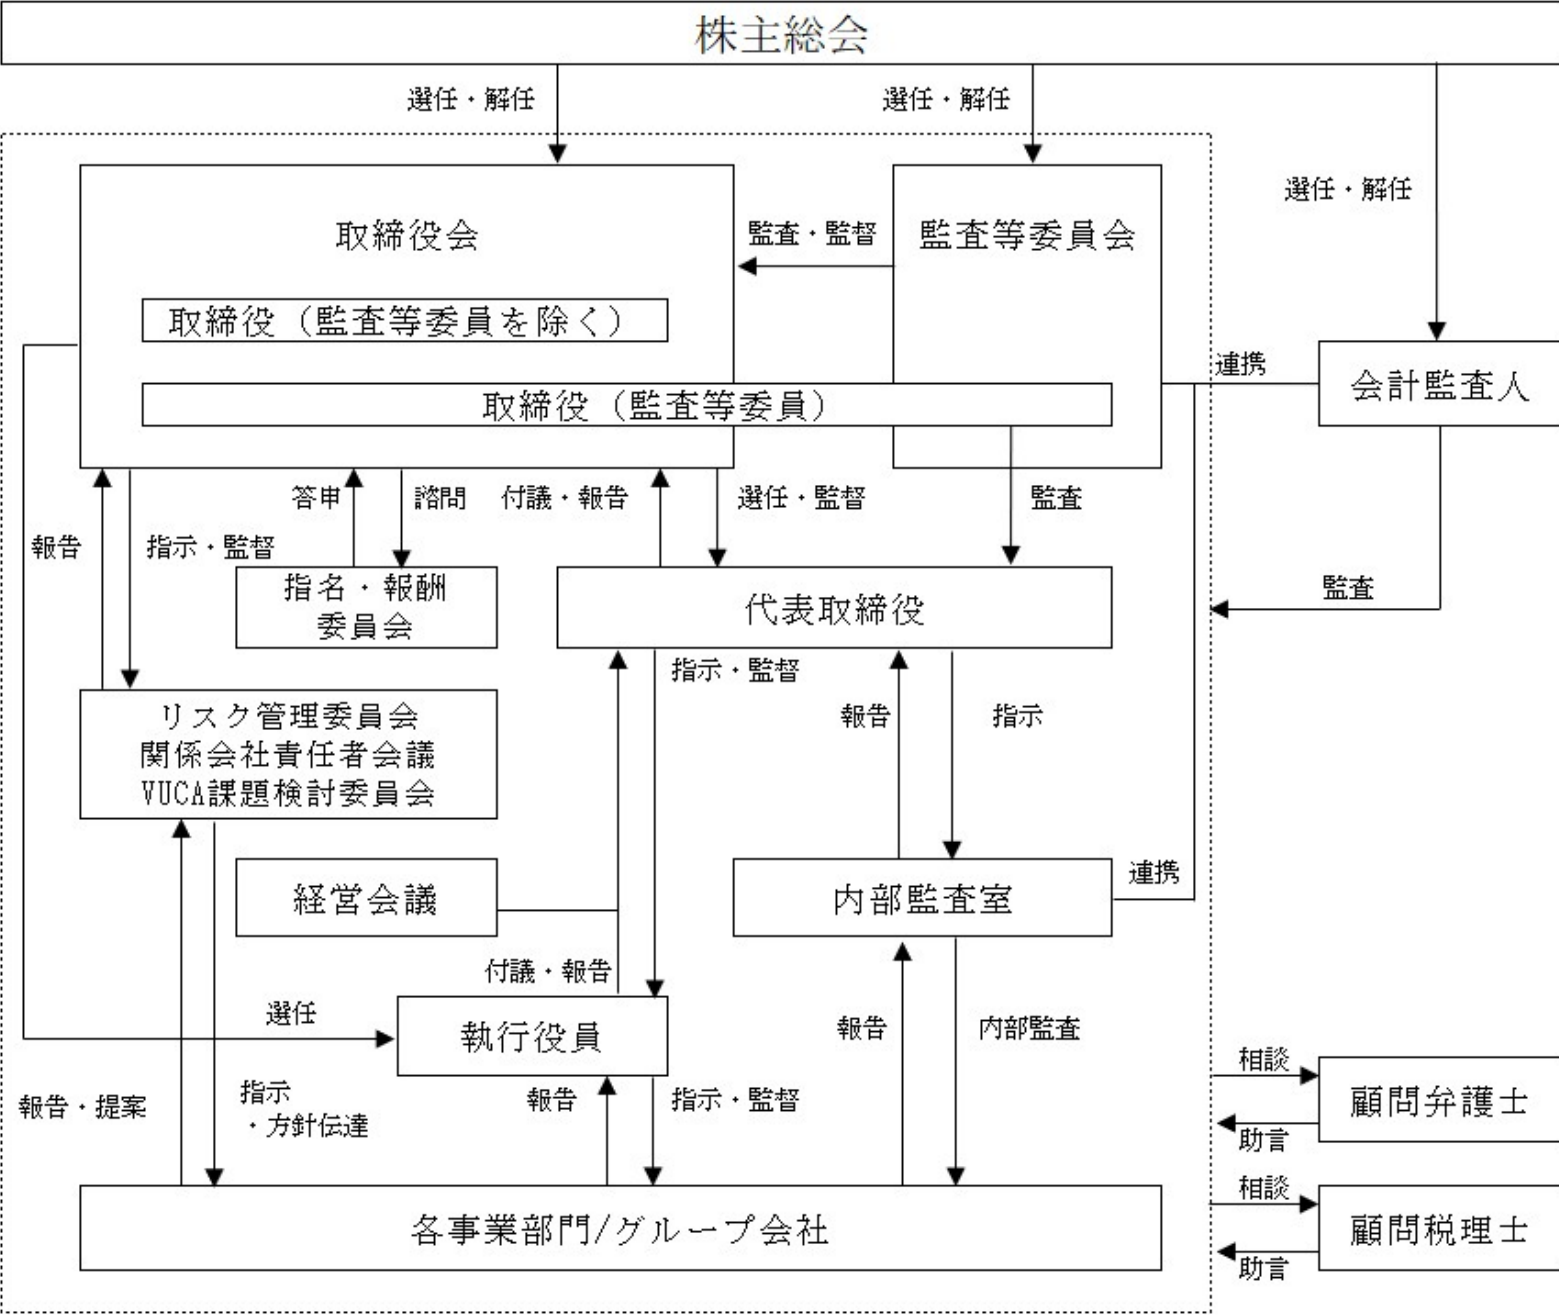 株主総会
選任・解任
選任・解任
選任・解任
取締役会
監査・監督
監査等委員会
取締役（監査等委員を除く）
連携
会計監査人
取締役（監査等委員）
答申
諮問
付議・報告
選任・監督
監査
報告
指示・監督
指名・報酬
委員会
代表取締役
監査
指示・監督
リスク管理委員会
関係会社責任者会議
VUCA課題検討委員会
報告
指示
経営会議
内部監査室
連携
付議・報告
選任
執行役員
報告
内部監査
報告・提案
指示
・方針伝達
報告
指示・監督
相談
顧問弁護士
助言
相談
各事業部門/グループ会社
顧問税理士
助言